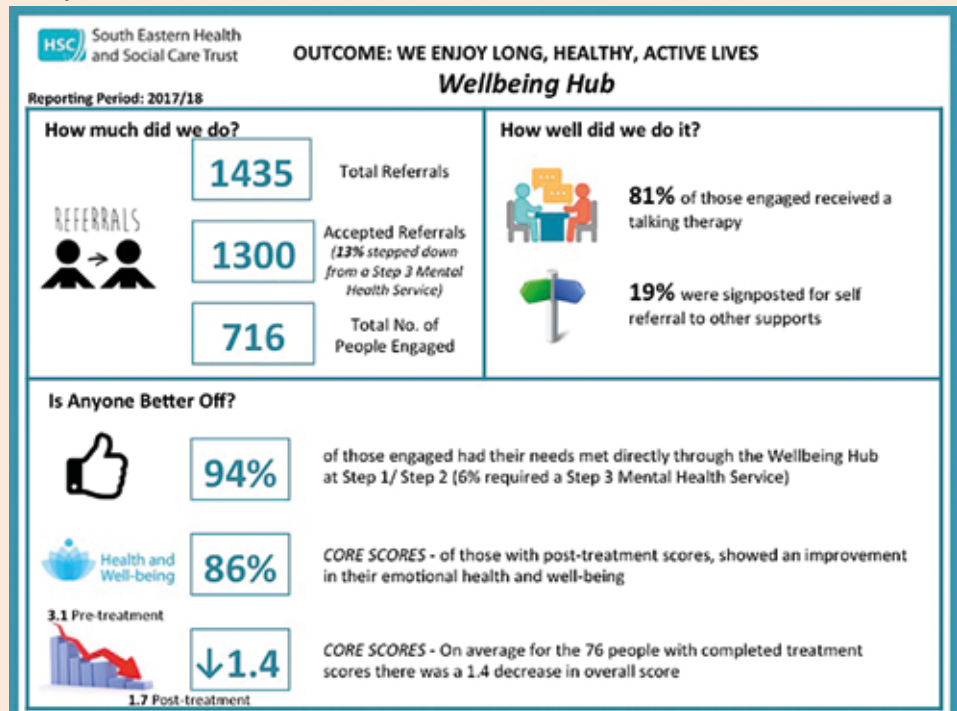 HSC South Eastern Health
and Social Care Trust
OUTCOME: WE ENJOY LONG, HEALTHY, ACTIVE LIVES
Wellbeing Hub
Reporting Period: 2017/18
How much did we do?
REFERRALS
1435
Total Referrals
1300
Accepted Referrals
(13% stepped down
from a Step 3 Mental
Health Service)
716
Total No. of
People Engaged
How well did we do it?
81% of those engaged received a
talking therapy
19% were signposted for self
referral to other supports
Is Anyone Better Off?
94%
of those engaged had their needs met directly through the Wellbeing Hub
at Step 1/ Step 2 (6% required a Step 3 Mental Health Service)
Health and
Well-being
86%
CORE SCORES - of those with post-treatment scores, showed an improvement
in their emotional health and well-being
3.1 Pre-treatment
↓1.4
1.7 Post-treatment
CORE SCORES - On average for the 76 people with completed treatment
scores there was a 1.4 decrease in overall score